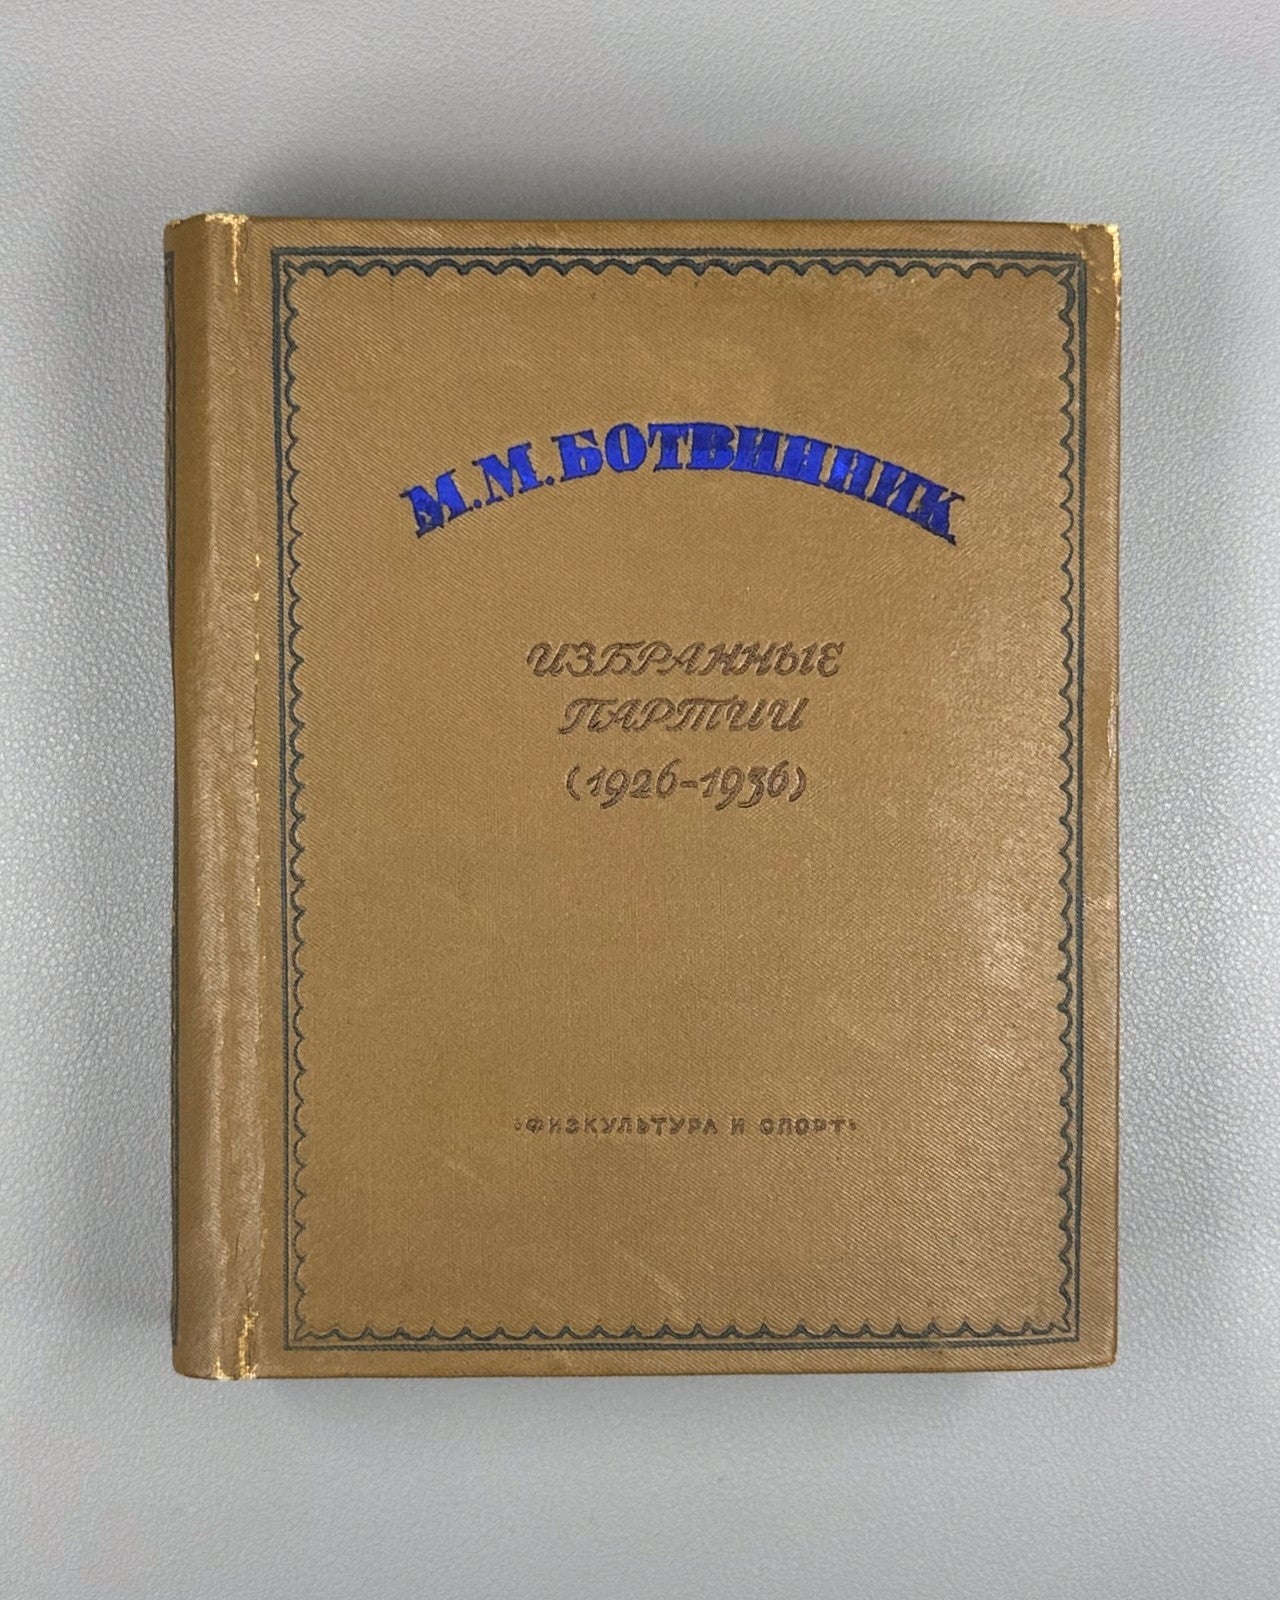 М.М.БОТВИННИК
ИЗБРАННЫЕ
ПАРТИИ
(1926-1936)
«ФИЗКУЛЬТУРА И СПОРТ»